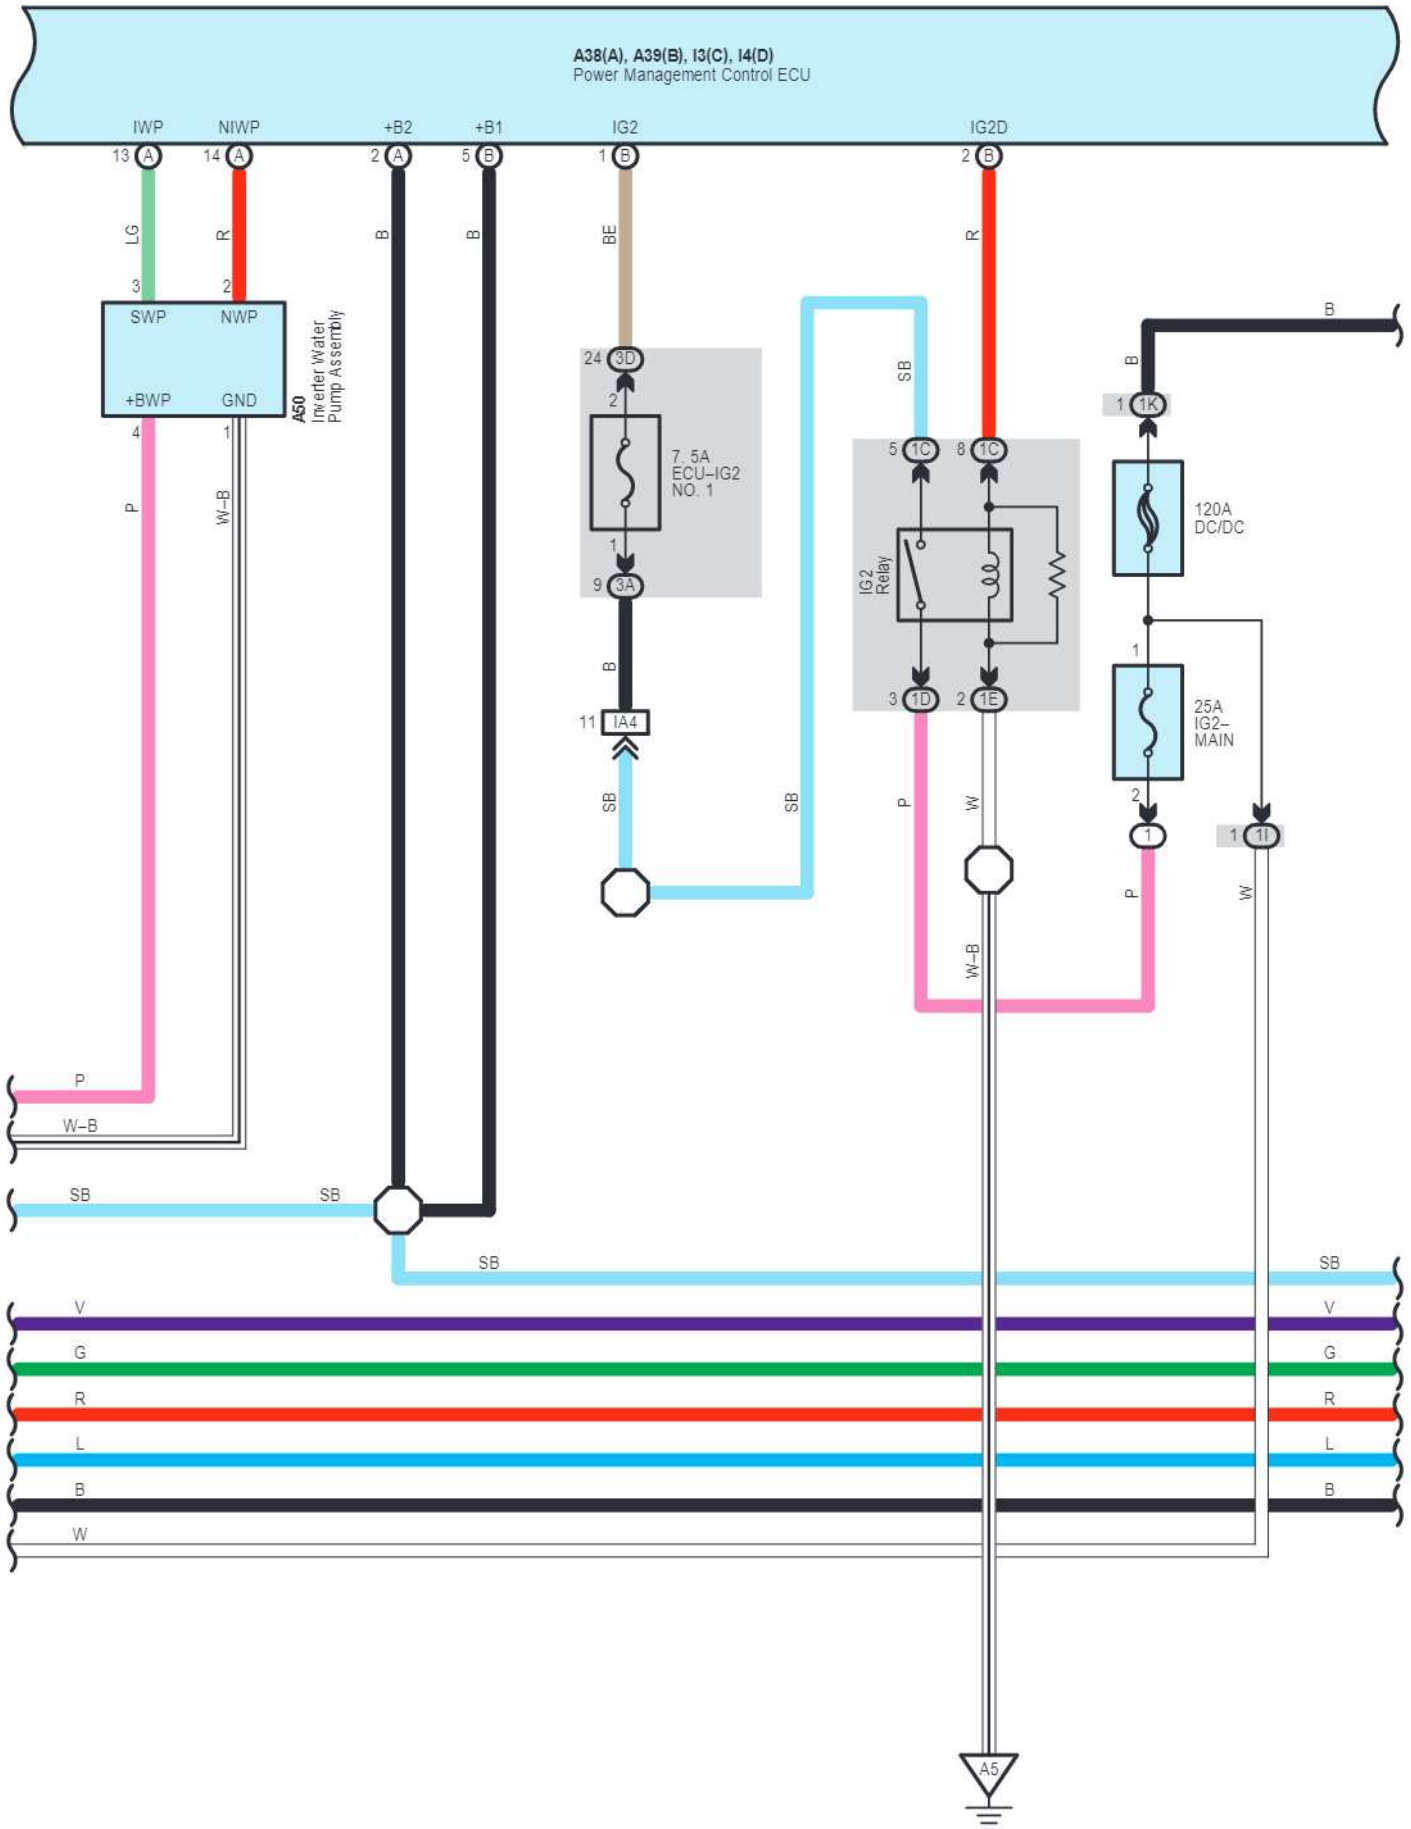 A38(A), A39(B), I3(C), I4(D)
Power Management Control ECU
IWP NIWP +B2 +B1 IG2 IG2D
13 A 14 A 2 A 5 B 1 B 2 B
LG R B B BE R
3 2
SWP NWP
+BWP GND
4 1
A50
Inverter Water
Pump Assembly
P W–B
B
B
1 1K
24 3D
2
7. 5A
ECU–IG2
NO. 1
1
9 3A
B
11 IA4
SB
SB
SB
5 1C 8 1C
IG2
Relay
3 1D 2 1E
P W
W–B
120A
DC/DC
1
25A
IG2–
MAIN
2
1
1 1I
P W
P
W–B
SB SB
SB SB
V V
G G
R R
L L
B B
W
A5